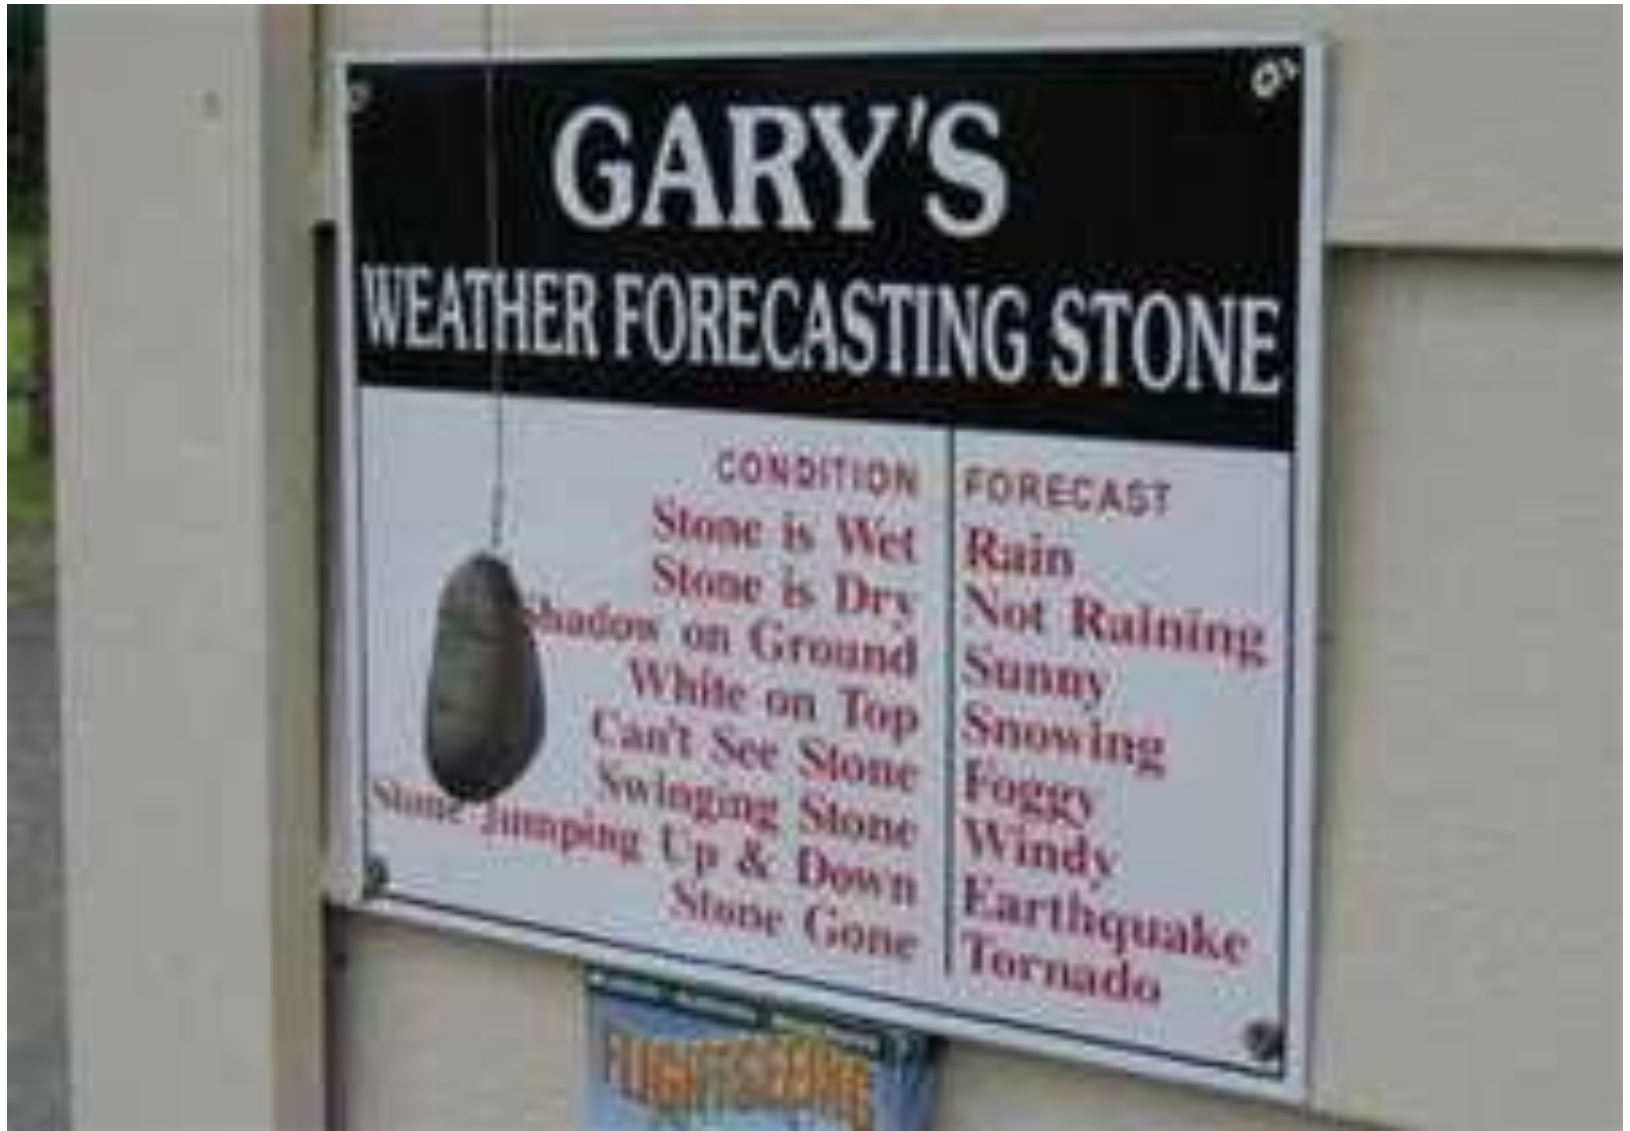 GARY'S
WEATHER FORECASTING STONE
CONDITION FORECAST
Stone is Wet Rain
Stone is Dry Not Raining
Shadow on Ground Sunny
White on Top Snowing
Can't See Stone Foggy
Swinging Stone Windy
Stone Jumping Up & Down Earthquake
Stone Gone Tornado
FLIGHTSEEING